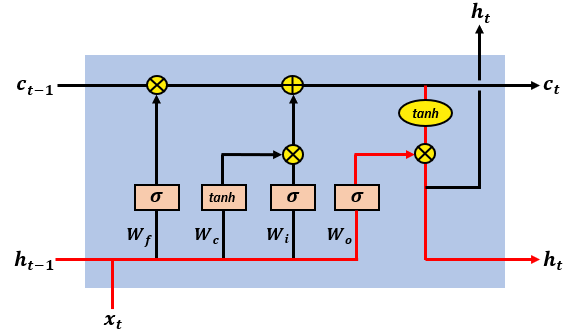 h_t
c_{t-1}
c_t
tanh
σ
tanh
σ
σ
W_f
W_c
W_i
W_o
h_{t-1}
h_t
x_t